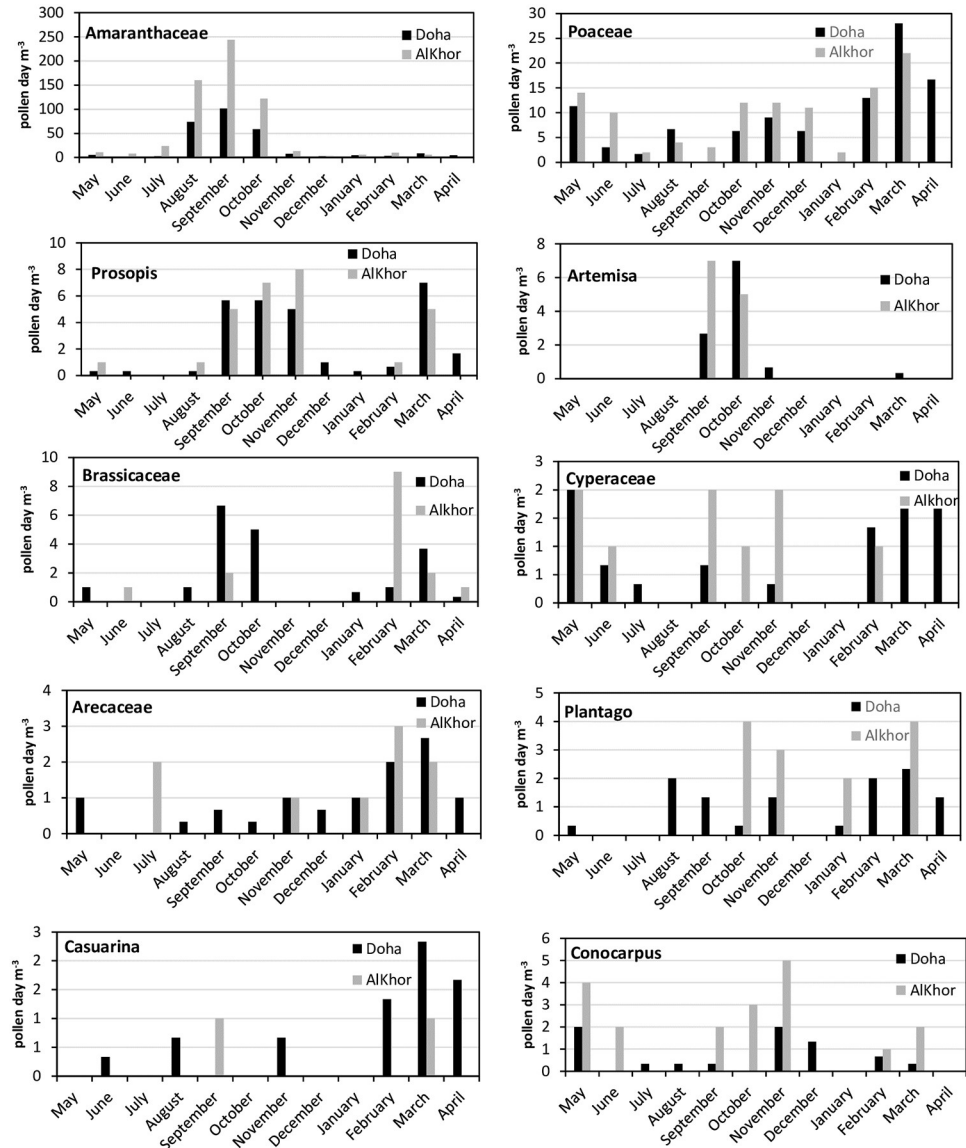 Amaranthaceae
Doha
AlKhor
pollen day m-3
300
250
200
150
100
50
0
May
June
July
August
September
October
November
December
January
February
March
April
Poaceae
Doha
Alkhor
pollen day m-3
30
25
20
15
10
5
0
May
June
July
August
September
October
November
December
January
February
March
April
Prosopis
Doha
AlKhor
pollen day m-3
10
8
6
4
2
0
May
June
July
August
September
October
November
December
January
February
March
April
Artemisa
Doha
AlKhor
pollen day m-3
8
6
4
2
0
May
June
July
August
September
October
November
December
January
February
March
April
Brassicaceae
Doha
Alkhor
pollen day m-3
10
8
6
4
2
0
May
June
July
August
September
October
November
December
January
February
March
April
Cyperaceae
Doha
Alkhor
pollen day m-3
3
2
2
1
1
0
May
June
July
August
September
October
November
December
January
February
March
April
Arecaceae
Doha
AlKhor
pollen day m-3
4
3
2
1
0
May
June
July
August
September
October
November
December
January
February
March
April
Plantago
Doha
Alkhor
pollen day m-3
5
4
3
2
1
0
May
June
July
August
September
October
November
December
January
February
March
April
Casuarina
Doha
AlKhor
pollen day m-3
3
2
2
1
1
0
May
June
July
August
September
October
November
December
January
February
March
April
Conocarpus
Doha
AlKhor
pollen day m-3
6
5
4
3
2
1
0
May
June
July
August
September
October
November
December
January
February
March
April